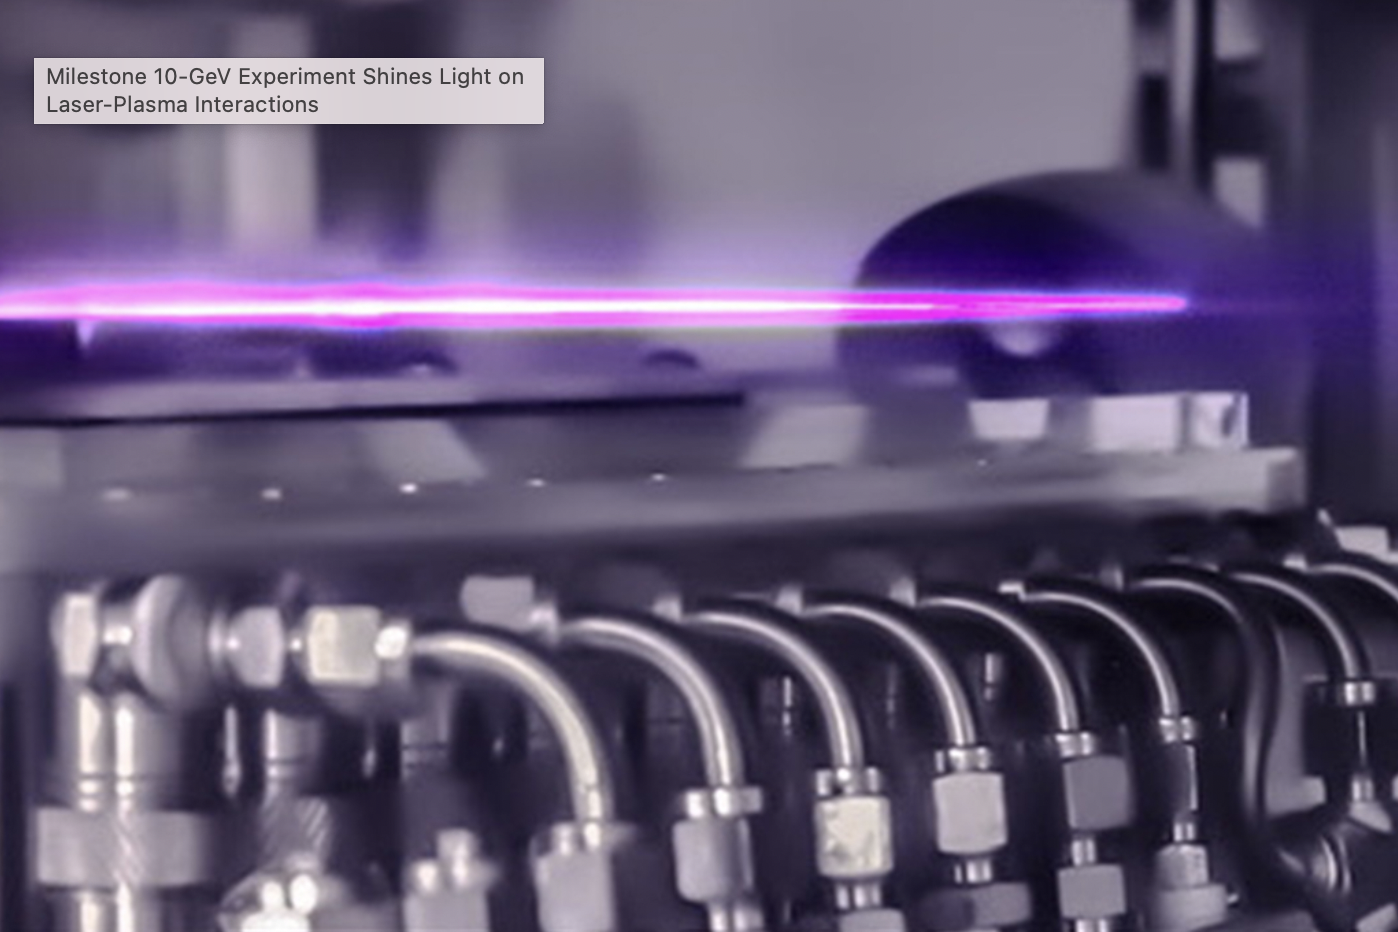 Milestone 10-GeV Experiment Shines Light on
Laser-Plasma Interactions